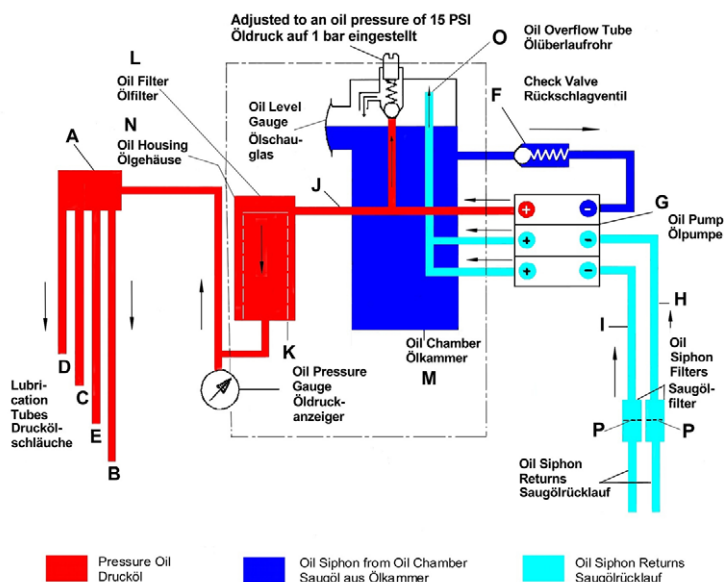 Adjusted to an oil pressure of 15 PSI
Öldruck auf 1 bar eingestellt
O
Oil Overflow Tube
Ölüberlaufrohr
L
Oil Filter
Ölfilter
N
Oil Housing
Ölgehäuse
Oil Level
Gauge
Ölschau-
glas
F
Check Valve
Rückschlagventil
A
J
G
Oil Pump
Ölpumpe
+
-
+
-
+
-
H
I
Oil
Siphon
Filters
Saugöl-
filter
D
C
E
B
Lubri-
cation
Tubes
Drucköl-
schläuche
K
Oil Pressure
Gauge
Öldruck-
anzeiger
Oil Chamber
Ölkammer
M
P
P
Oil Siphon
Returns
Saugölrücklauf
Pressure Oil
Drucköl
Oil Siphon from Oil Chamber
Saugöl aus Ölkammer
Oil Siphon Returns
Saugölrücklauf